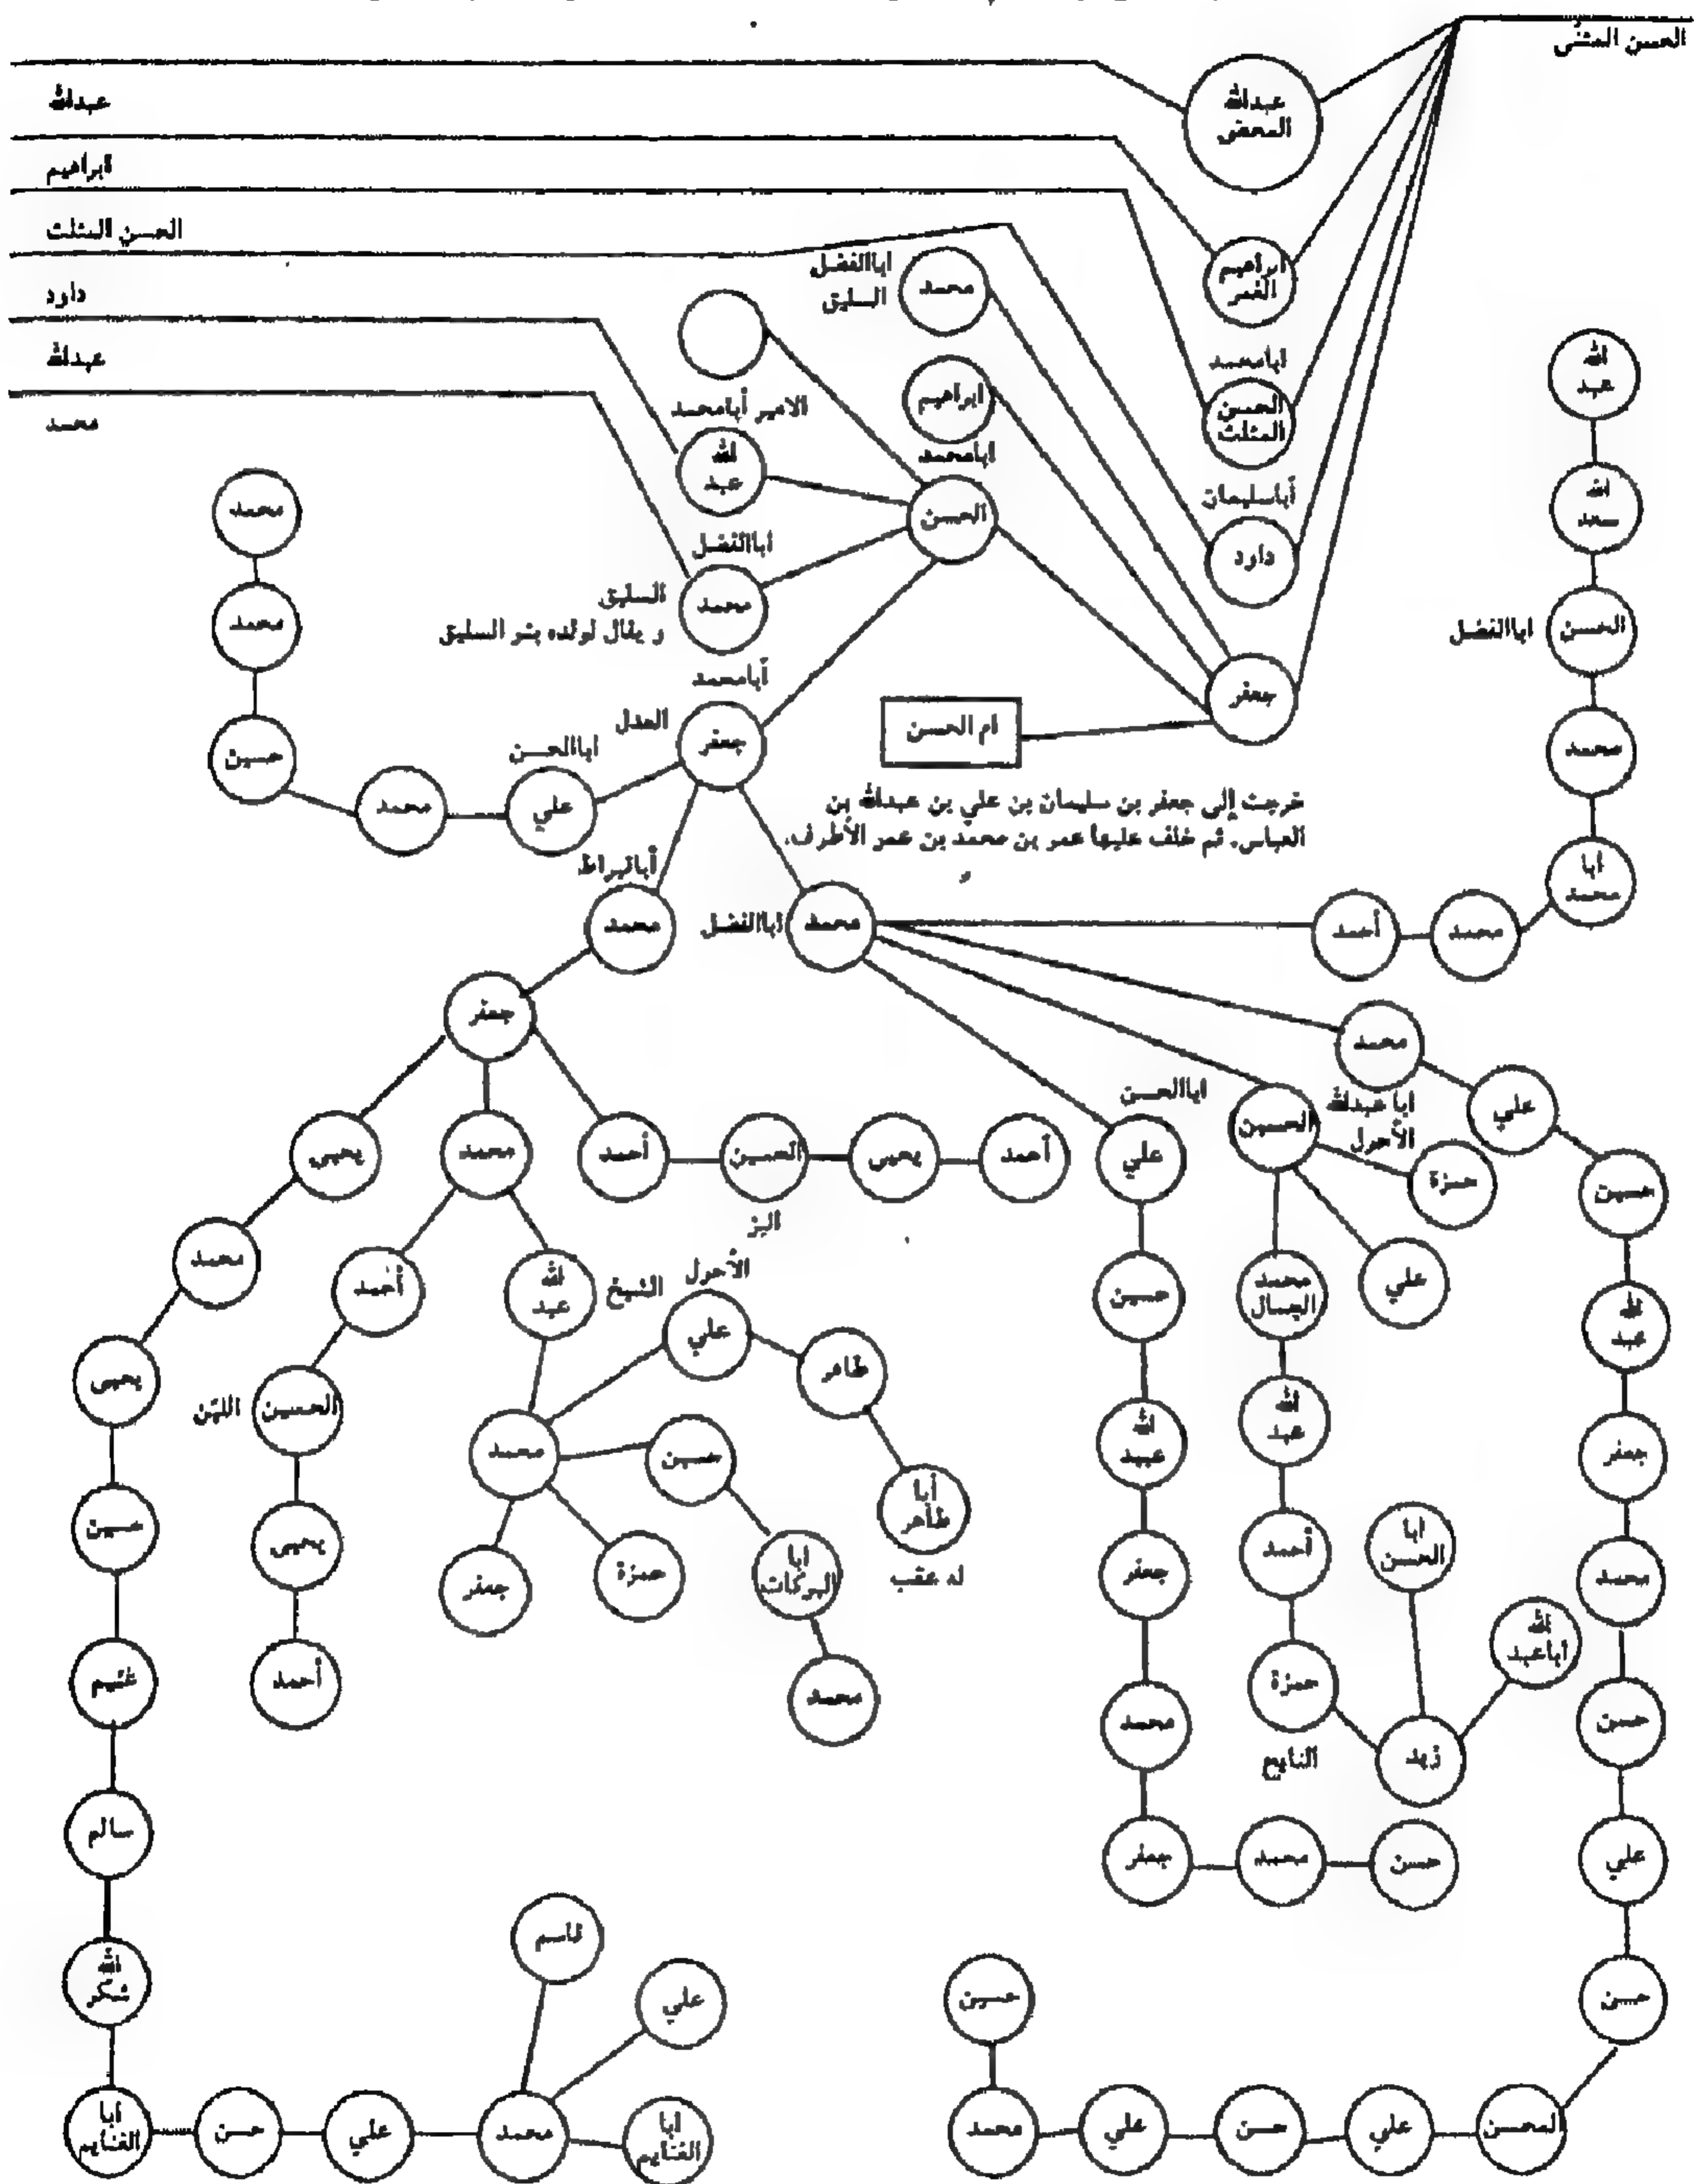 الحسن المثنّى
عبدالله
المحض
عبدالله
ابراهيم
الحسن المثلث
داود
عبدالله
محمد
ابراهيم
الغمر
ابامحمد
الحسن
المثلث
أباسليمان
داود
جعفر
اباالفضل
السليق
محمد
ابراهيم
ابامحمد
الحسن
الامير أبامحمد
الله
عبد
اباالفضل
محمد
السليق
و يقال لولده بنو السليق
أبامحمد
العدل
جعفر
ام الحسن
خرجت إلى جعفر بن سليمان بن علي بن عبدالله بن
العباس. ثم خلف عليها عمر بن محمد بن عمر الأطرف.
اباالحسن
علي
محمد
حسين
محمد
محمد
أباقيراط
محمد
اباالفضل
محمد
أحمد
محمد
ابا
محمد
محمد
الحسن
اباالفضل
الله
الله
عبد
جعفر
يحيى
محمد
أحمد
الحسين
يحيى
أحمد
محمد
يحيى
حسين
سالم
الله
شكر
ابا
الغنايم
حسن
علي
محمد
قاسم
علي
ابا
الغنايم
أحمد
الحسين
يحيى
أحمد
الله
عبد
الشيخ
محمد
الأحول
علي
طاهر
أبا
طاهر
له عقب
حسين
ابا
البركات
محمد
حمزة
جعفر
اباالحسن
علي
حسين
الله
عبيد
جعفر
محمد
جعفر
محمد
حسن
الحسين
ابا عبدالله
الأحول
حمزة
علي
محمد
الجمال
الله
عبد
أحمد
حمزة
زيد
ابا
الحسن
الله
اباعبد
محمد
علي
حسين
الله
جعفر
محمد
حسن
علي
حسن
المحسن
علي
حسن
علي
محمد
حسين